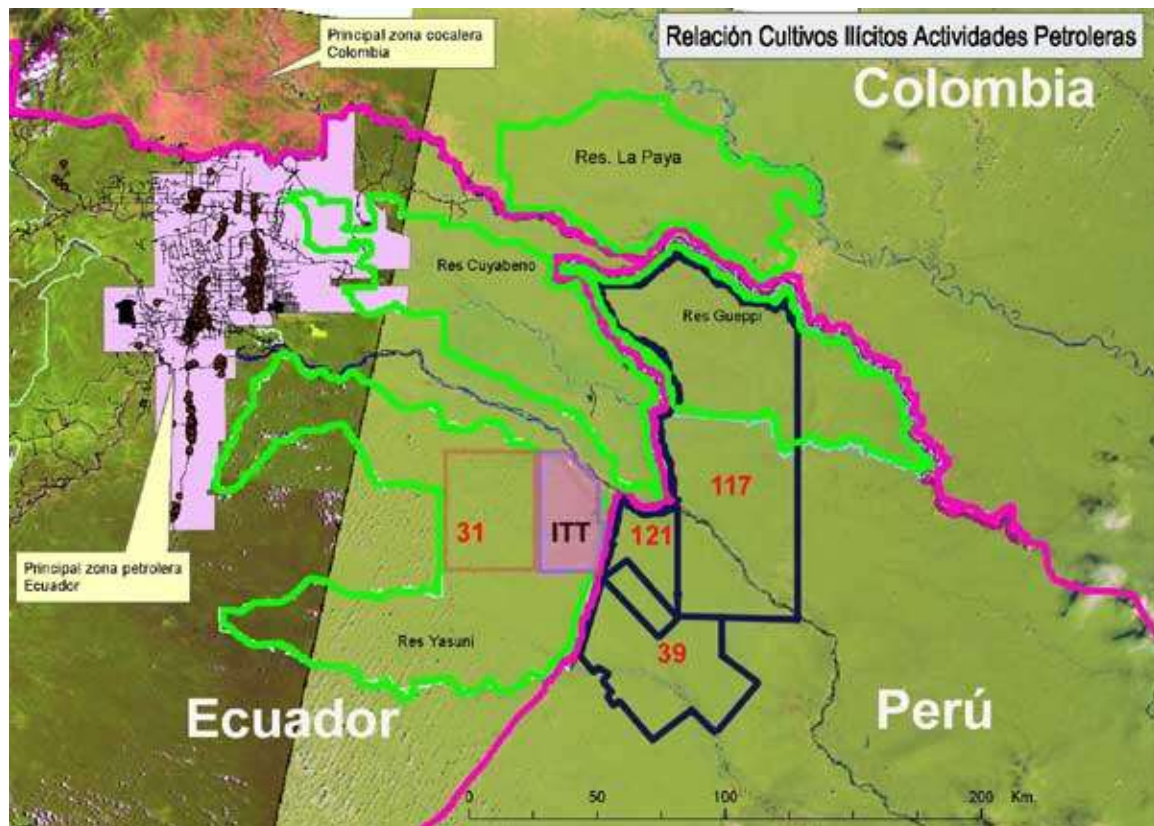 Principal zona cocalera
Colombia
Relación Cultivos Ilícitos Actividades Petroleras
Colombia
Res. La Paya
Res Cuyabeno
Res Gueppi
117
31
ITT
121
Principal zona petrolera
Ecuador
Res Yasuni
39
Ecuador
Perú
0 50 100 200 Km.